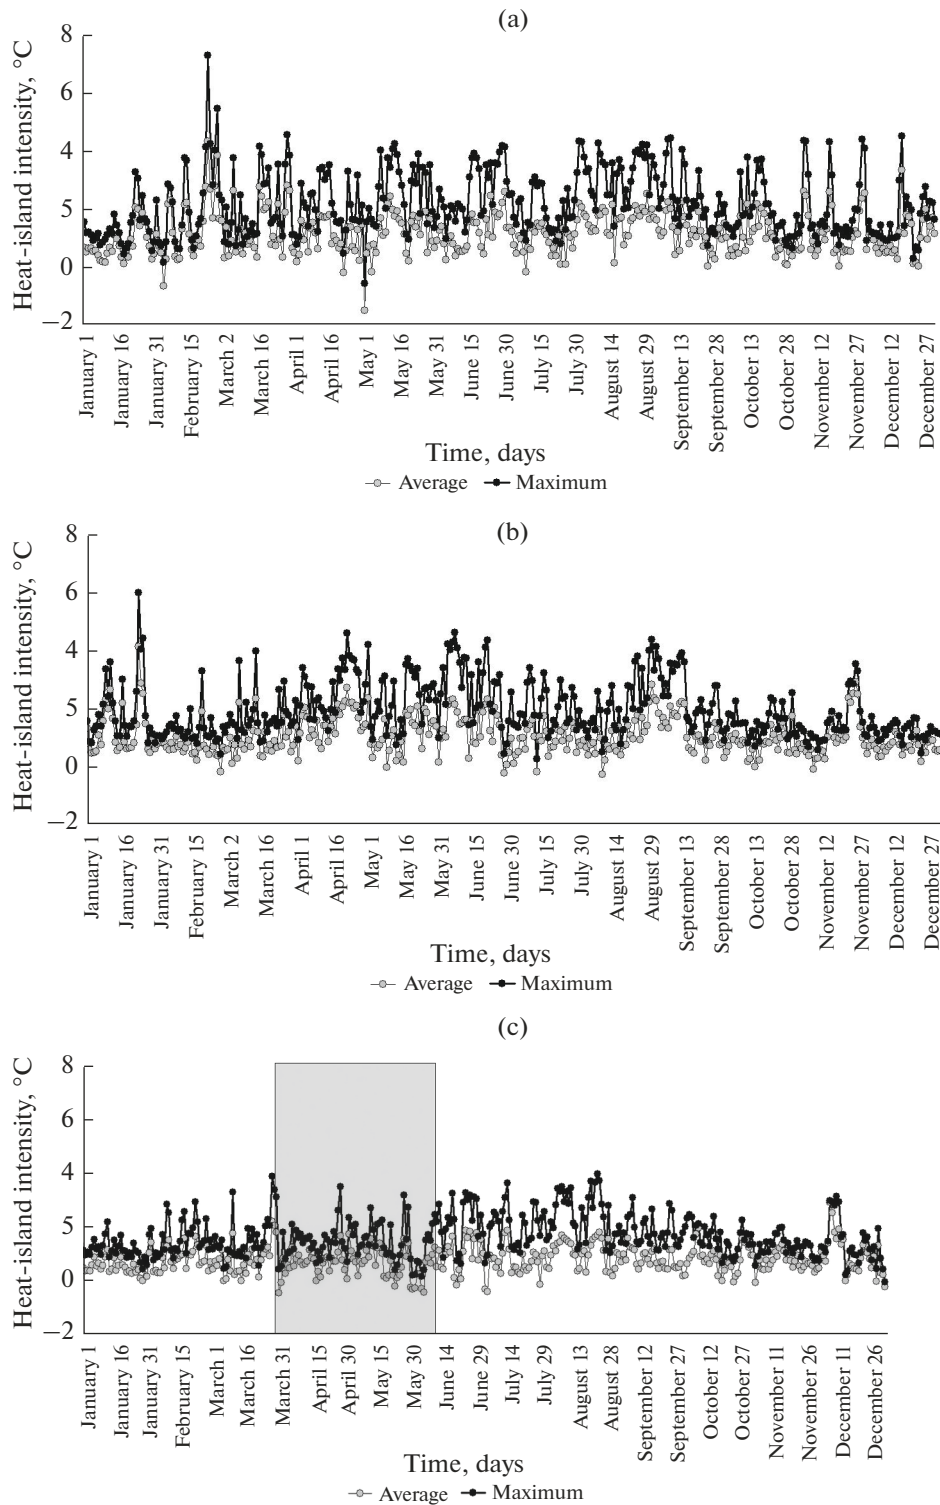 (a)
Heat-island intensity, °C
8
6
4
5
0
−2
January 1
January 16
January 31
February 15
March 2
March 16
April 1
April 16
May 1
May 16
May 31
June 15
June 30
July 15
July 30
August 14
August 29
September 13
September 28
October 13
October 28
November 12
November 27
December 12
December 27
Time, days
Average Maximum
(b)
Heat-island intensity, °C
8
6
4
5
0
−2
January 1
January 16
January 31
February 15
March 2
March 16
April 1
April 16
May 1
May 16
May 31
June 15
June 30
July 15
July 30
August 14
August 29
September 13
September 28
October 13
October 28
November 12
November 27
December 12
December 27
Time, days
Average Maximum
(c)
Heat-island intensity, °C
8
6
4
5
0
−2
January 1
January 16
January 31
February 15
March 1
March 16
March 31
April 15
April 30
May 15
May 30
June 14
June 29
July 14
July 29
August 13
August 28
September 12
September 27
October 12
October 27
November 11
November 26
December 11
December 26
Time, days
Average Maximum